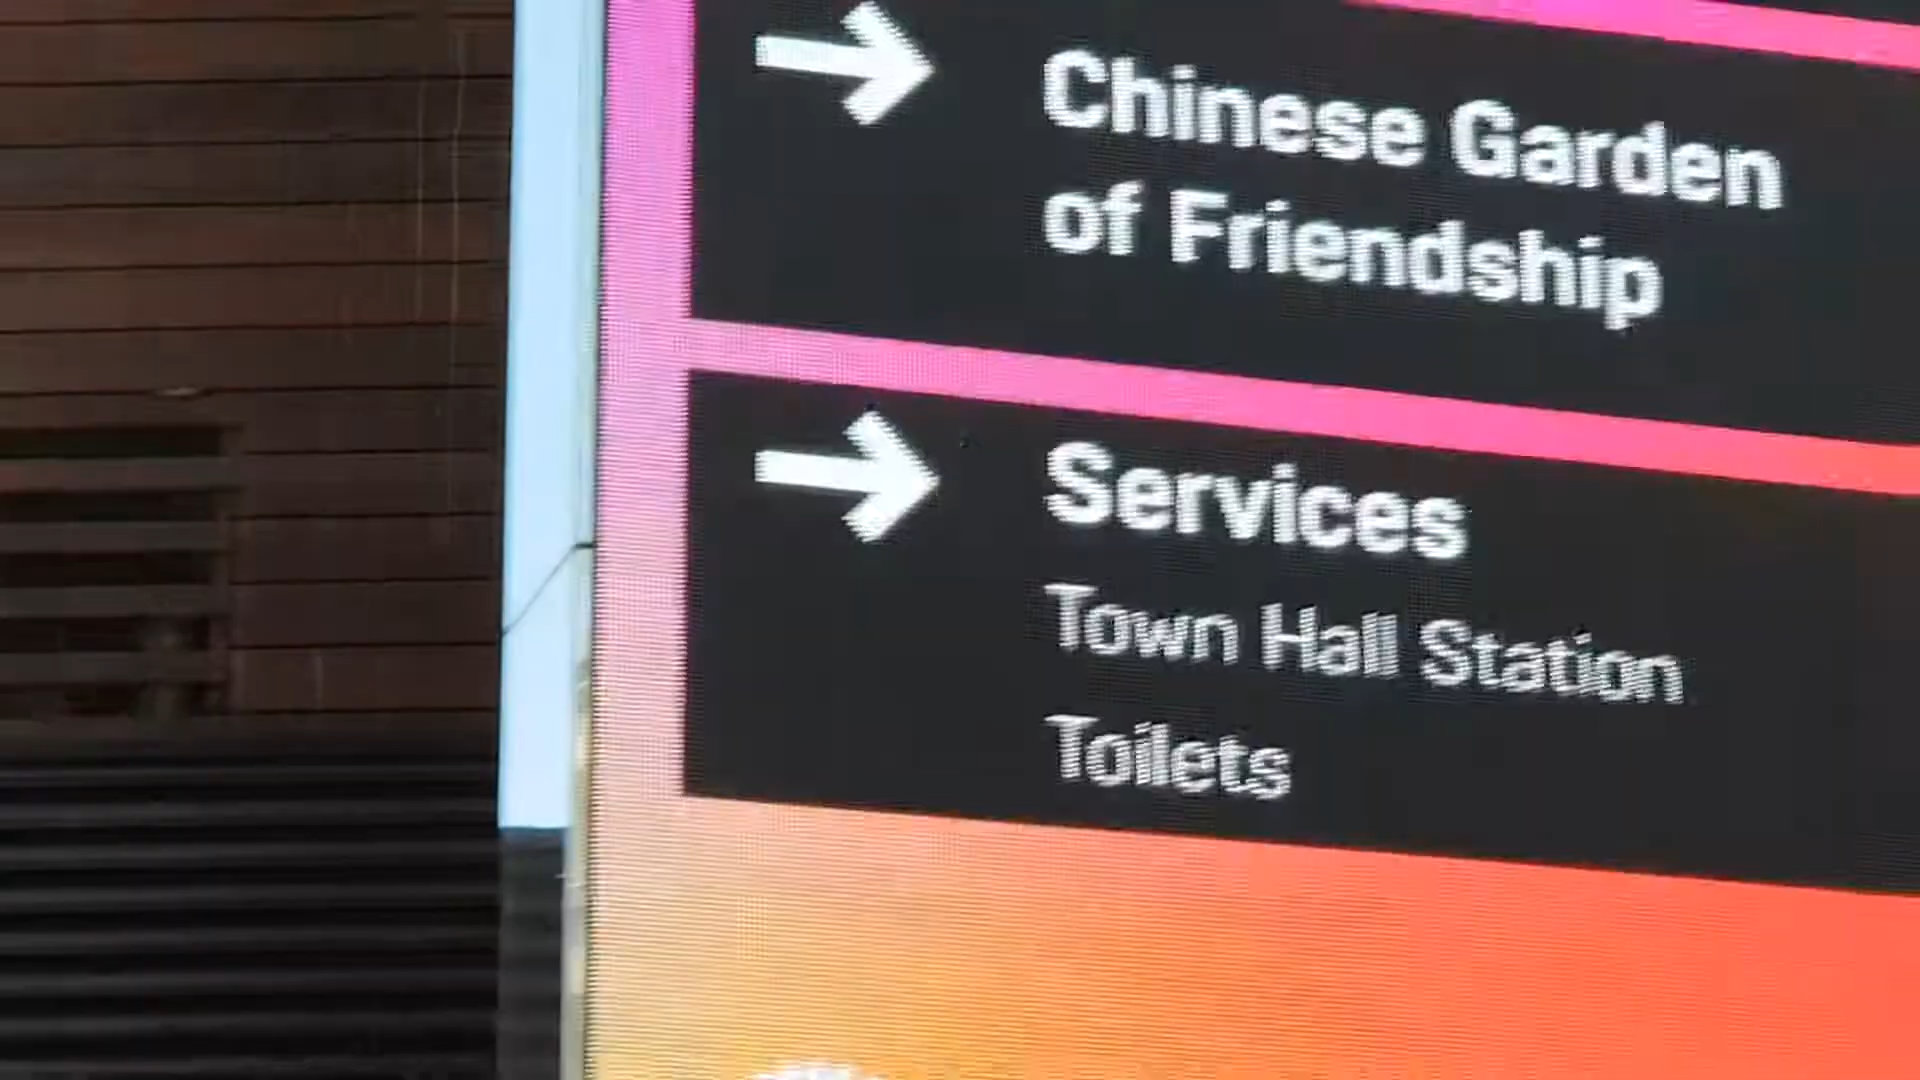 Chinese Garden
of Friendship
Services
Town Hall Station
Toilets